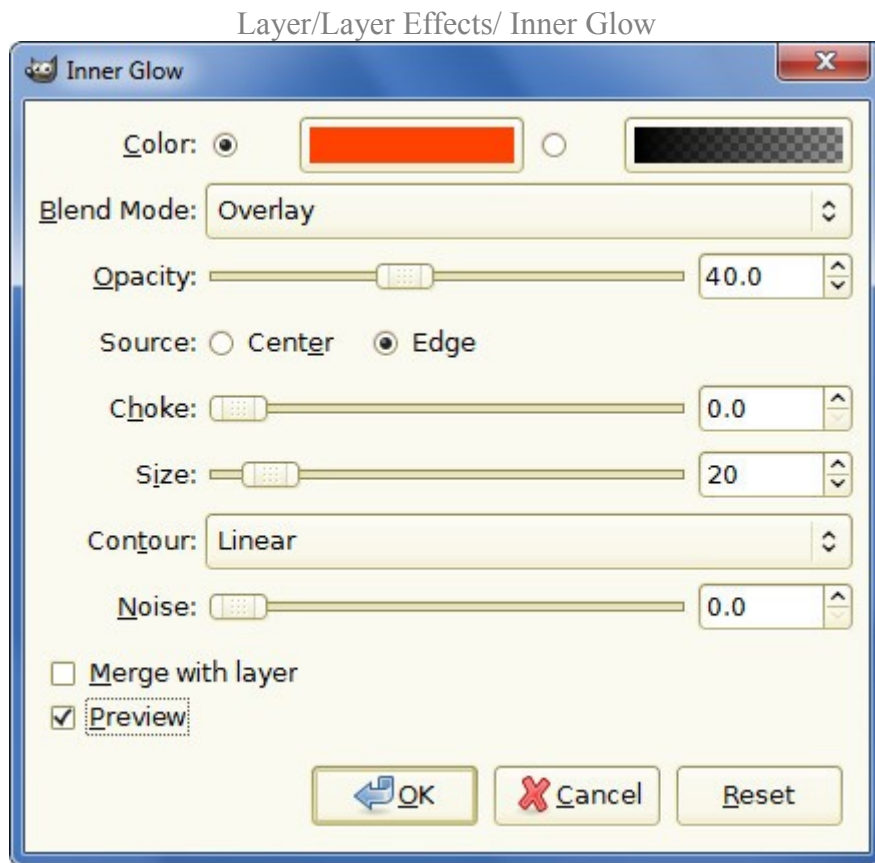 Layer/Layer Effects/ Inner Glow
Inner Glow
Color:
Blend Mode: Overlay
Opacity: 40.0
Source: Center Edge
Choke: 0.0
Size: 20
Contour: Linear
Noise: 0.0
Merge with layer
Preview
OK Cancel Reset